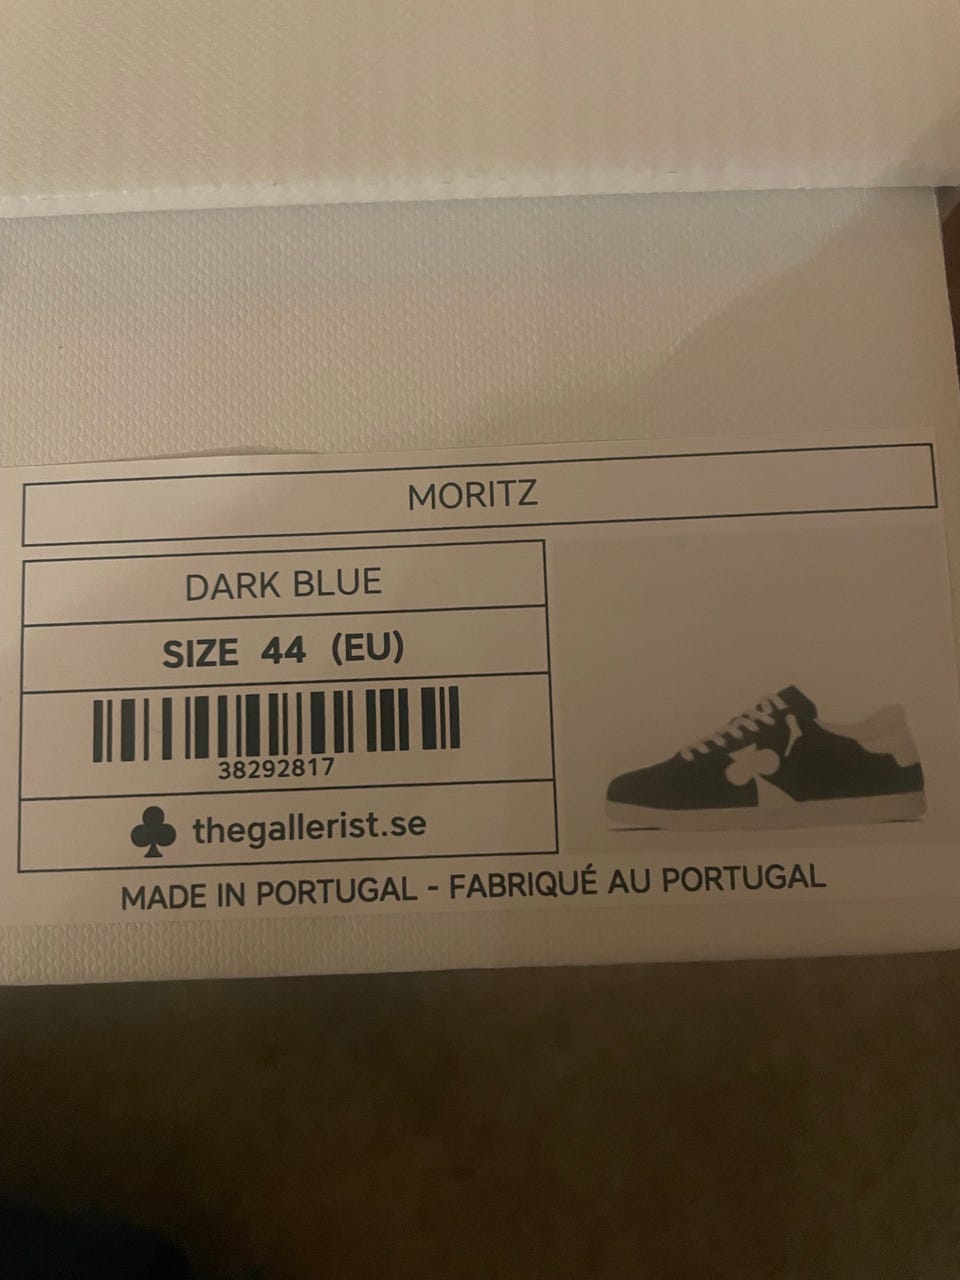 MORITZ
DARK BLUE
SIZE 44 (EU)
38292817
thegallerist.se
MADE IN PORTUGAL - FABRIQUÉ AU PORTUGAL